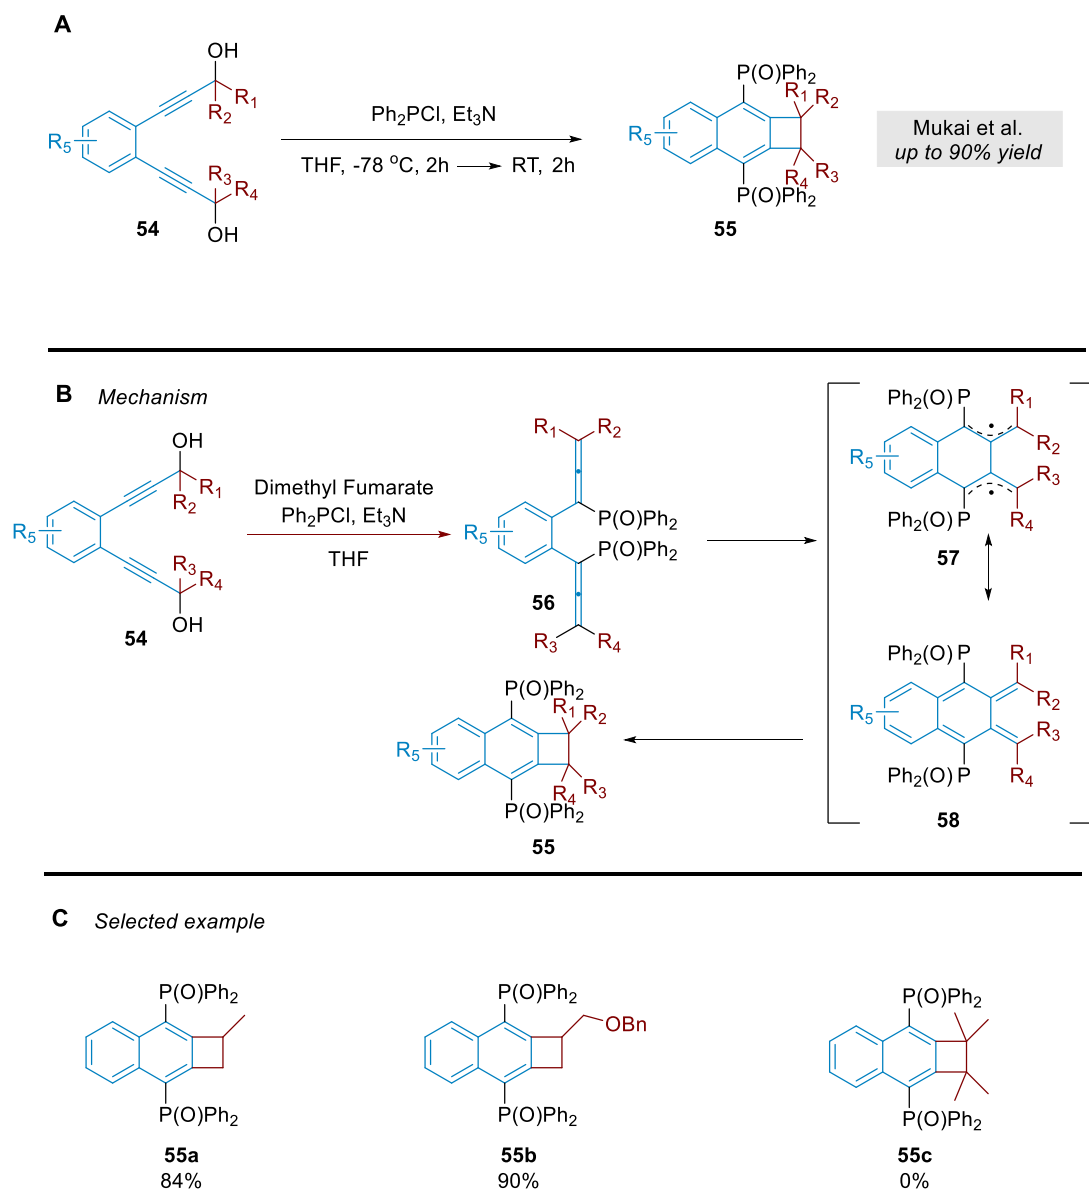 A
OH
R1
R2
R5
R3
R4
OH
54
Ph2PCl, Et3N
THF, -78 oC, 2h RT, 2h
P(O)Ph2
R1 R2
R5
R3
R4
P(O)Ph2
55
Mukai et al.
up to 90% yield
B Mechanism
OH
R1
R2
R5
R3
R4
OH
54
Dimethyl Fumarate
Ph2PCl, Et3N
THF
R1 R2
P(O)Ph2
R5
P(O)Ph2
56
R3 R4
Ph2(O)P
R1
R2
R5
R3
R4
Ph2(O)P
57
Ph2(O)P
R1
R2
R5
R3
R4
Ph2(O)P
58
P(O)Ph2
R1 R2
R5
R3
R4
P(O)Ph2
55
C Selected example
P(O)Ph2
P(O)Ph2
55a
84%
P(O)Ph2
OBn
P(O)Ph2
55b
90%
P(O)Ph2
P(O)Ph2
55c
0%